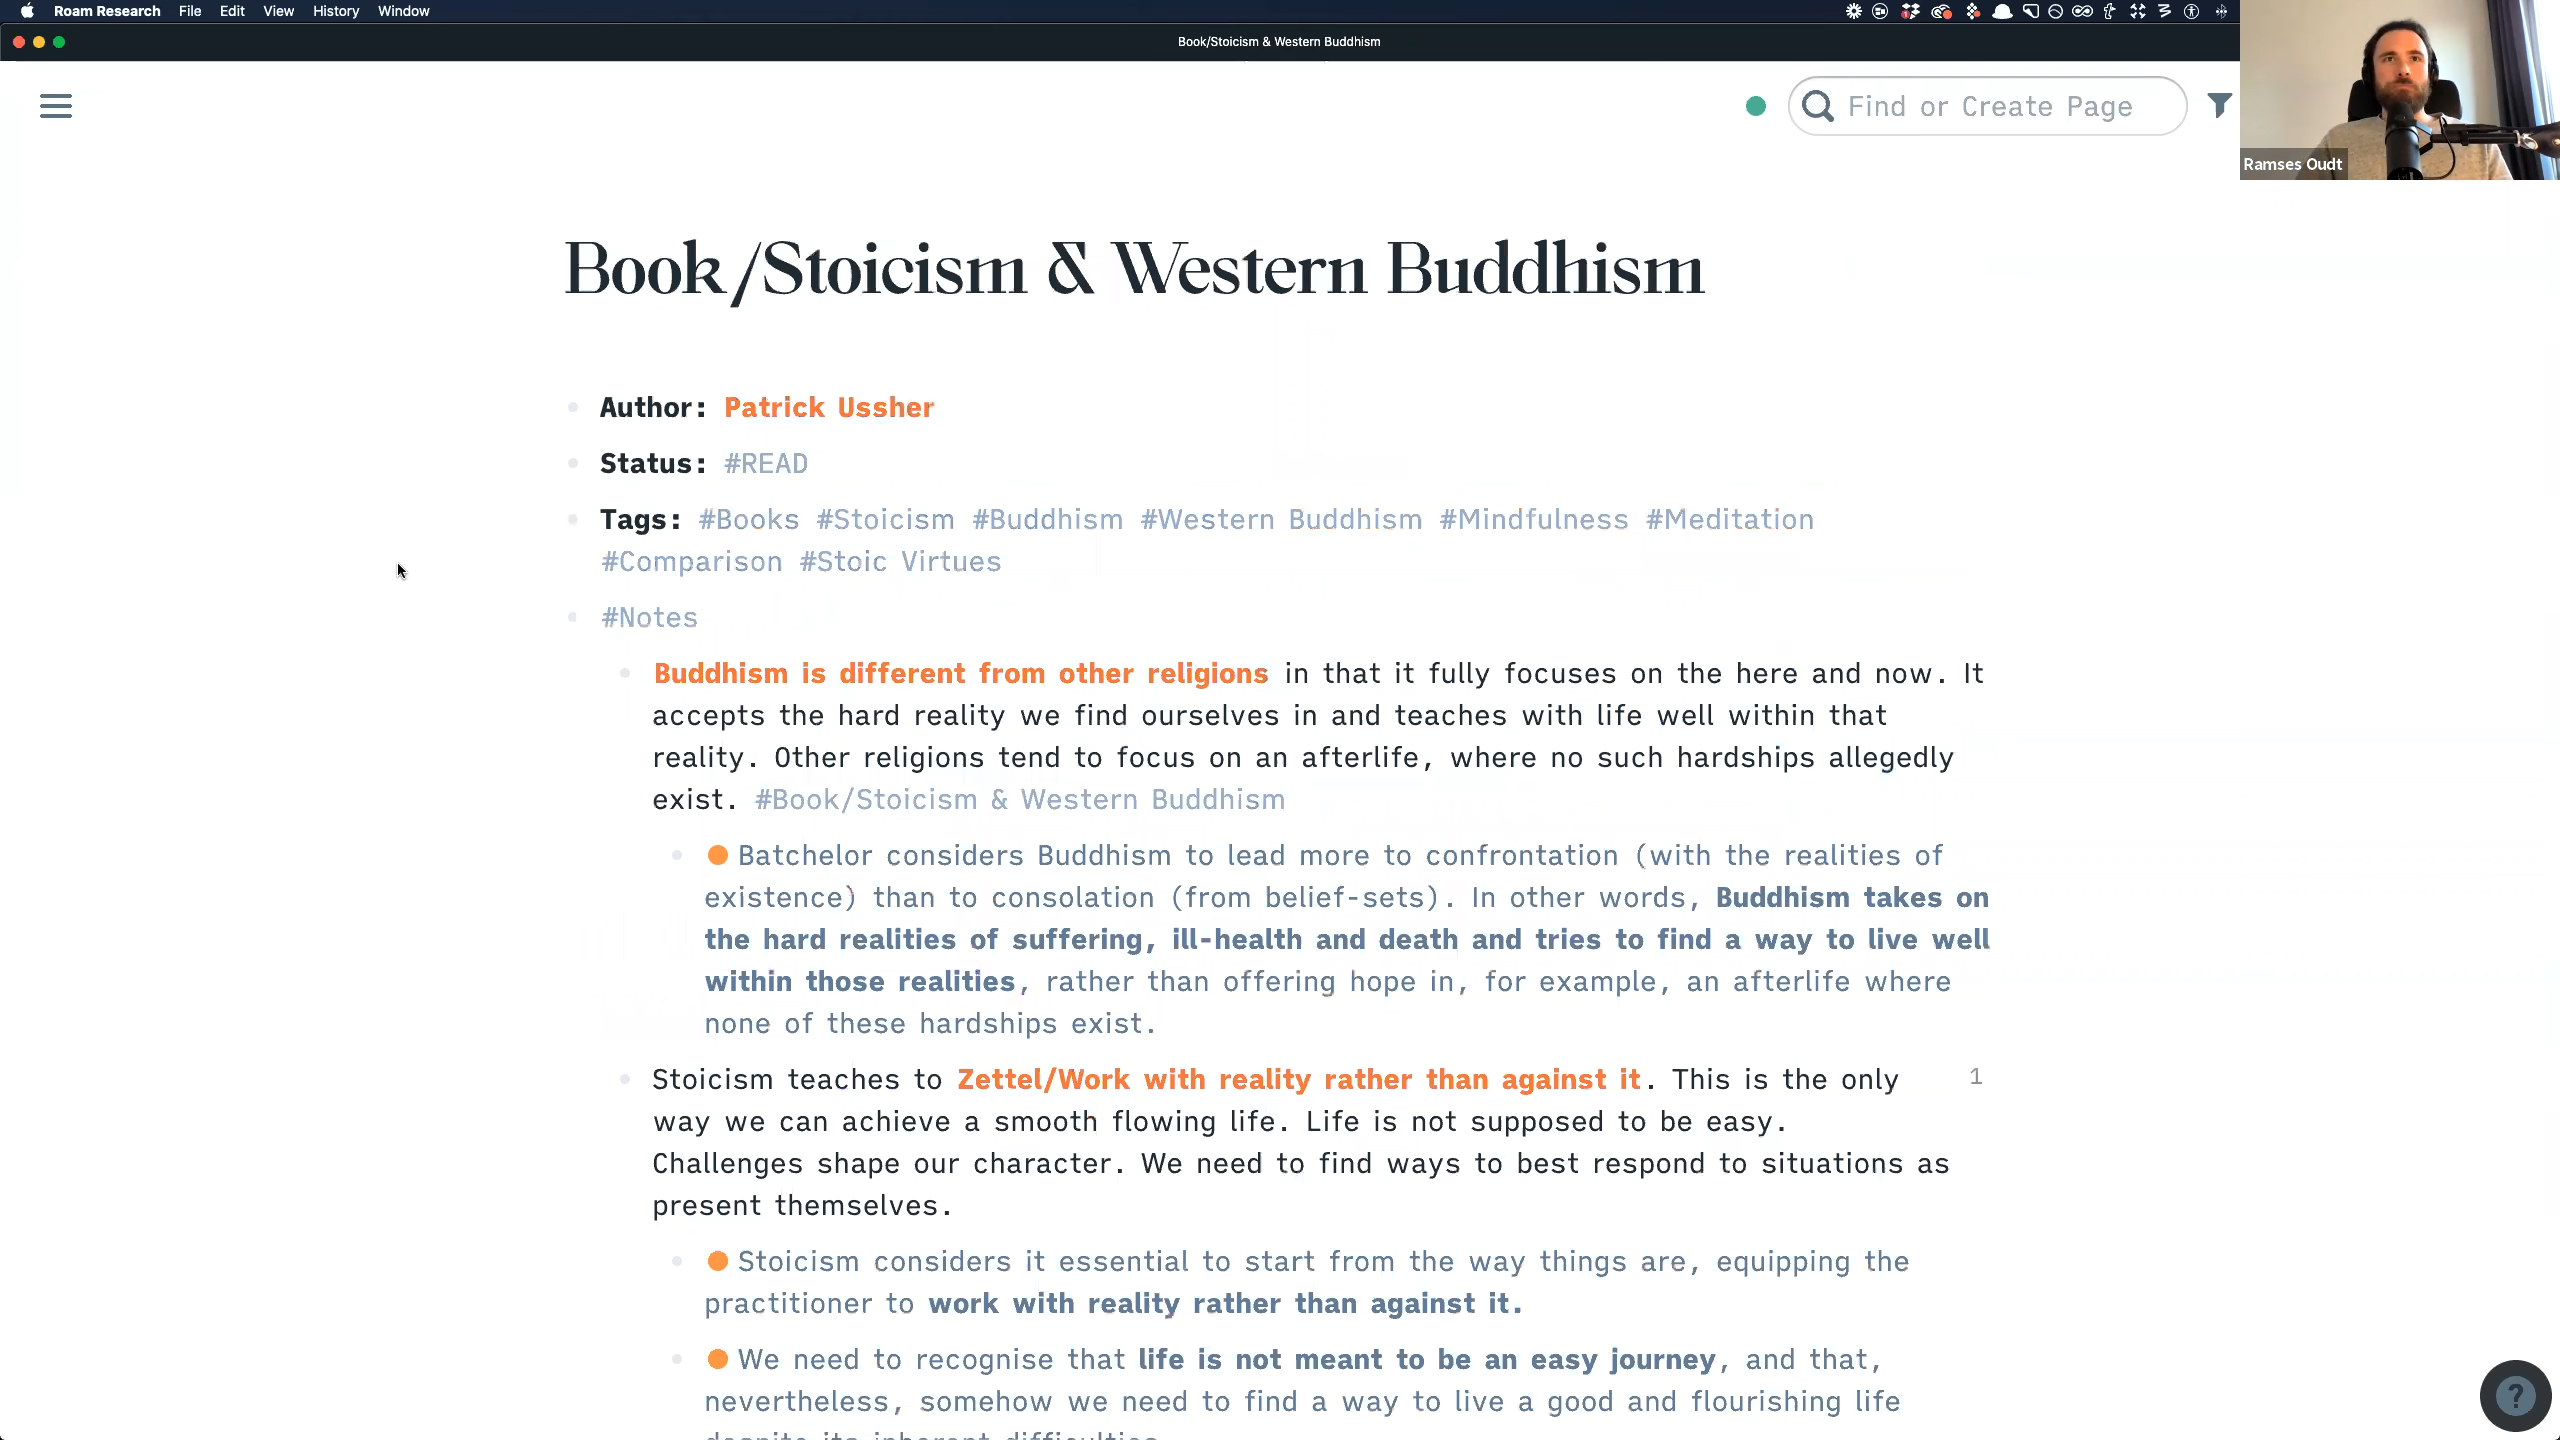 Roam Research File Edit View History Window
Book/Stoicism & Western Buddhism
Find or Create Page
Ramses Oudt
Book/Stoicism & Western Buddhism
Author: Patrick Ussher
Status: #READ
Tags: #Books #Stoicism #Buddhism #Western Buddhism #Mindfulness #Meditation
#Comparison #Stoic Virtues
#Notes
Buddhism is different from other religions in that it fully focuses on the here and now. It
accepts the hard reality we find ourselves in and teaches with life well within that
reality. Other religions tend to focus on an afterlife, where no such hardships allegedly
exist. #Book/Stoicism & Western Buddhism
Batchelor considers Buddhism to lead more to confrontation (with the realities of
existence) than to consolation (from belief-sets). In other words, Buddhism takes on
the hard realities of suffering, ill-health and death and tries to find a way to live well
within those realities, rather than offering hope in, for example, an afterlife where
none of these hardships exist.
Stoicism teaches to Zettel/Work with reality rather than against it. This is the only 1
way we can achieve a smooth flowing life. Life is not supposed to be easy.
Challenges shape our character. We need to find ways to best respond to situations as
present themselves.
Stoicism considers it essential to start from the way things are, equipping the
practitioner to work with reality rather than against it.
We need to recognise that life is not meant to be an easy journey, and that,
nevertheless, somehow we need to find a way to live a good and flourishing life
despite its inherent difficulties
?